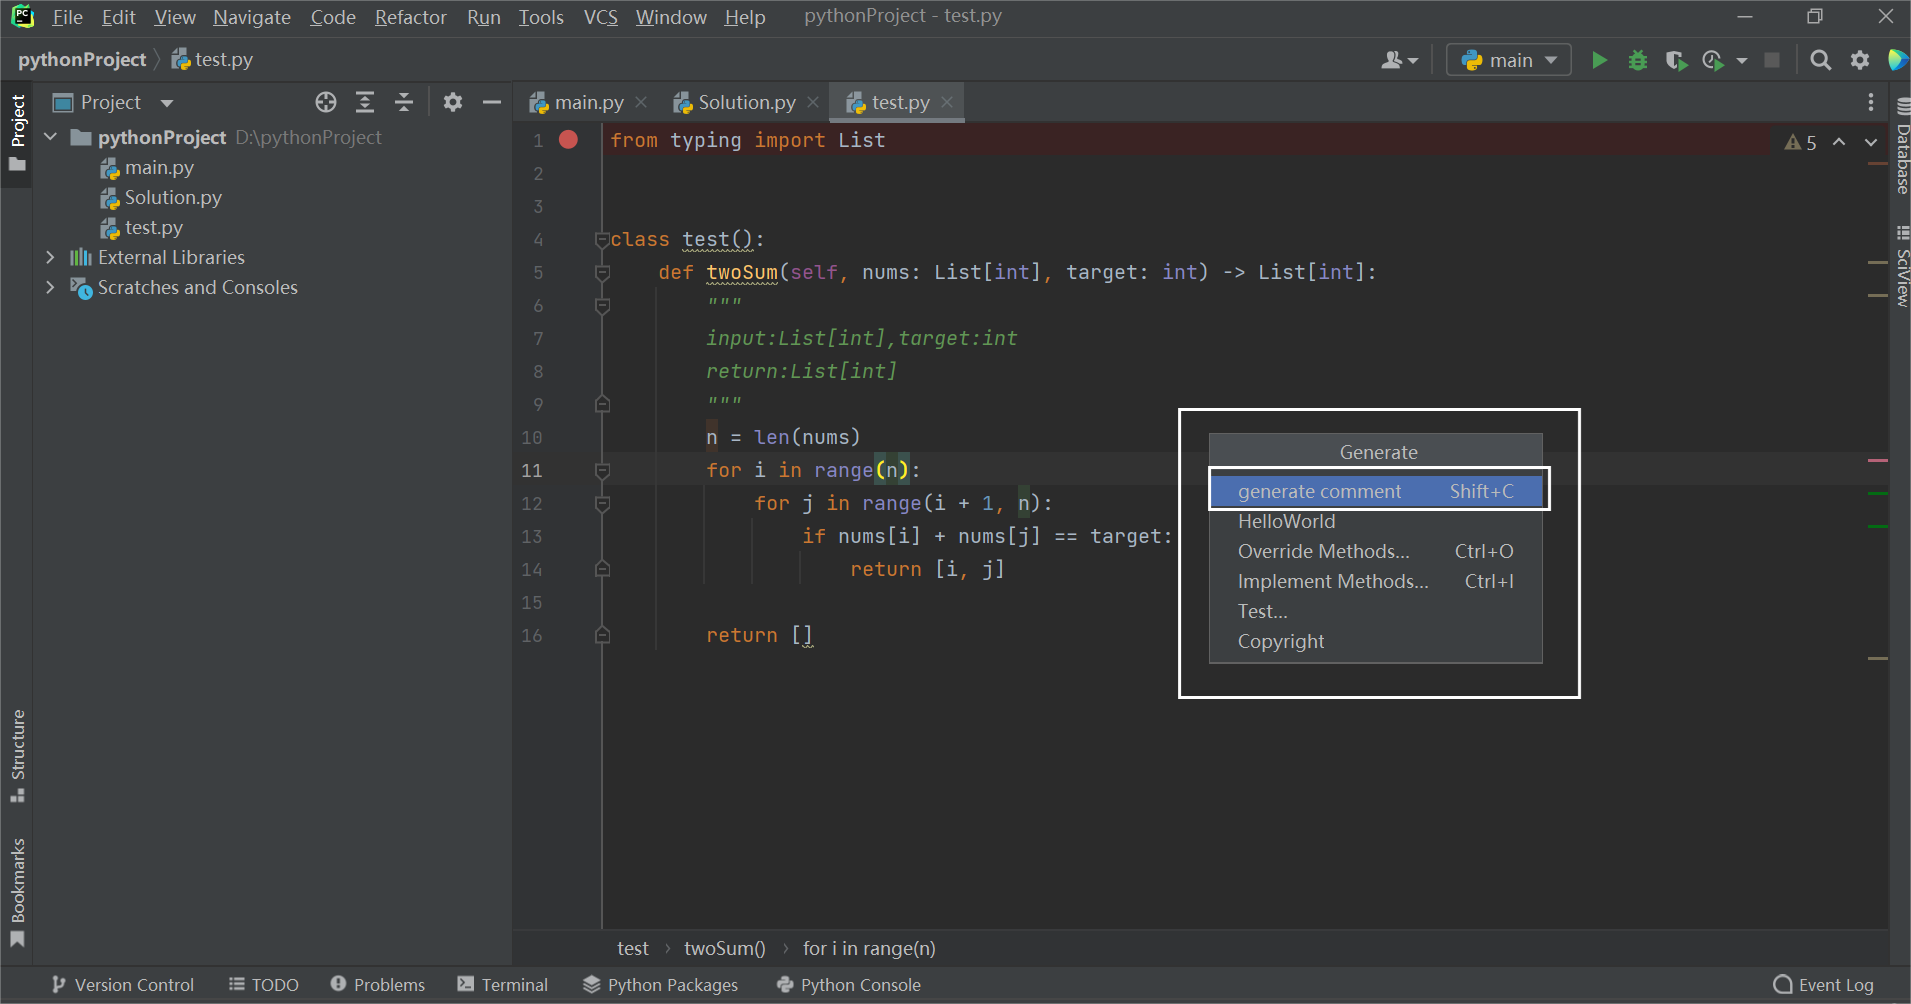 PC File Edit View Navigate Code Refactor Run Tools VCS Window Help pythonProject - test.py
pythonProject test.py main
Project
Project
main.py Solution.py test.py
pythonProject D:\pythonProject
main.py
Solution.py
test.py
External Libraries
Scratches and Consoles
Structure
Bookmarks
1 from typing import List
2
3
4 class test():
5 def twoSum(self, nums: List[int], target: int) -> List[int]:
6 """
7 input:List[int],target:int
8 return:List[int]
9 """
10 n = len(nums)
11 for i in range(n):
12 for j in range(i + 1, n):
13 if nums[i] + nums[j] == target:
14 return [i, j]
15
16 return []
5
Generate
generate comment Shift+C
HelloWorld
Override Methods... Ctrl+O
Implement Methods... Ctrl+I
Test...
Copyright
Database
SciView
test twoSum() for i in range(n)
Version Control TODO Problems Terminal Python Packages Python Console Event Log